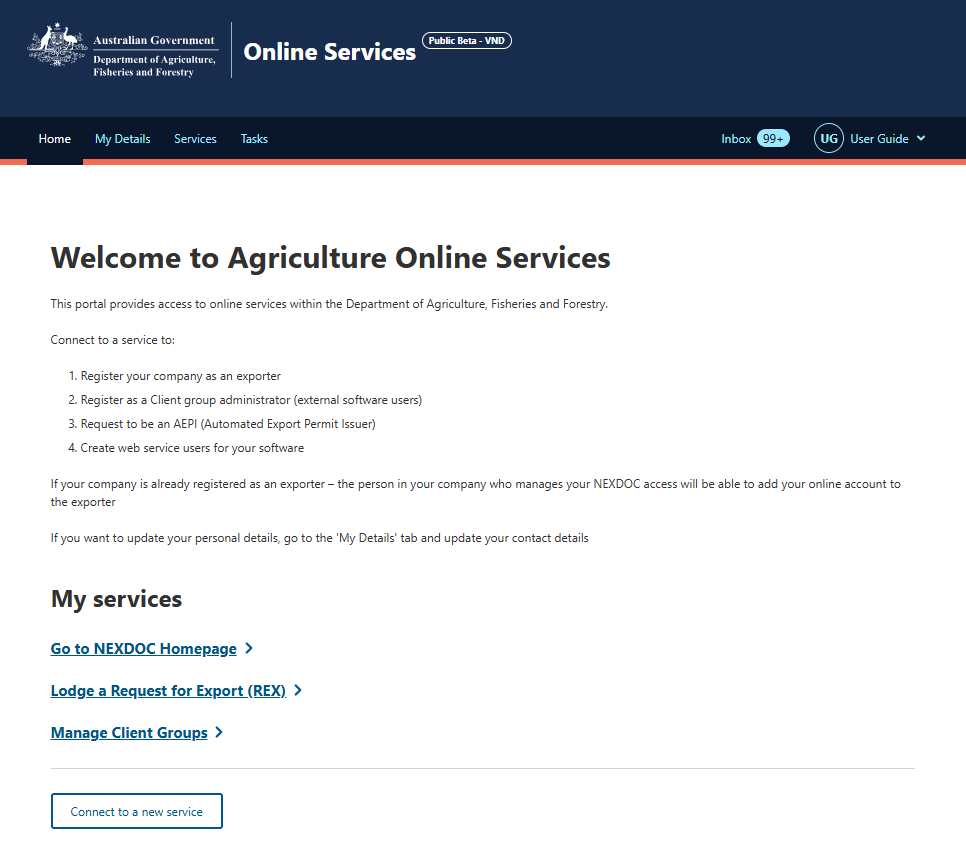 Australian Government
Department of Agriculture,
Fisheries and Forestry
Online Services
Public Beta - VND
Home
My Details
Services
Tasks
Inbox 99+
UG User Guide
Welcome to Agriculture Online Services
This portal provides access to online services within the Department of Agriculture, Fisheries and Forestry.
Connect to a service to:
1. Register your company as an exporter
2. Register as a Client group administrator (external software users)
3. Request to be an AEPI (Automated Export Permit Issuer)
4. Create web service users for your software
If your company is already registered as an exporter – the person in your company who manages your NEXDOC access will be able to add your online account to
the exporter
If you want to update your personal details, go to the 'My Details' tab and update your contact details
My services
Go to NEXDOC Homepage
Lodge a Request for Export (REX)
Manage Client Groups
Connect to a new service